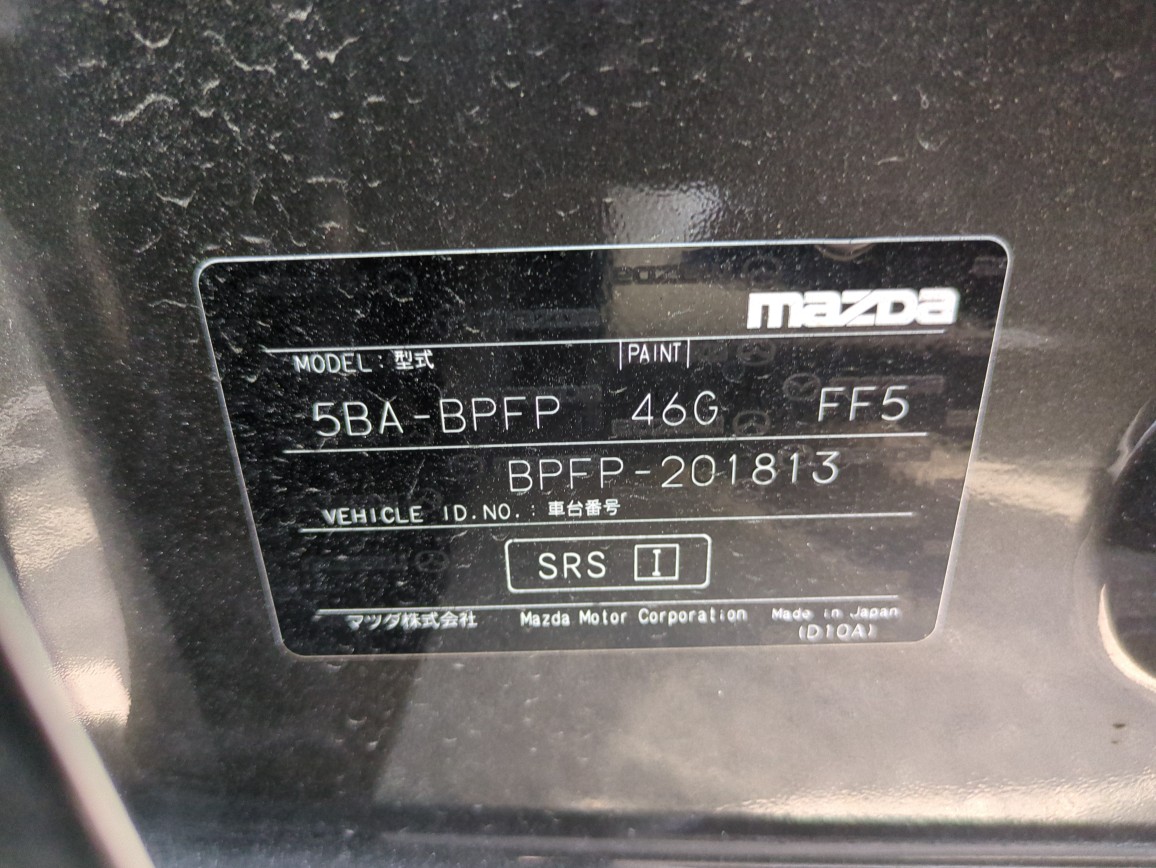 mazda
MODEL : 型式 |PAINT|
5BA-BPFP 46G FF5
BPFP-201813
VEHICLE ID.NO. : 車台番号
SRS I
マツダ株式会社 Mazda Motor Corporation Made in Japan
(D10A)